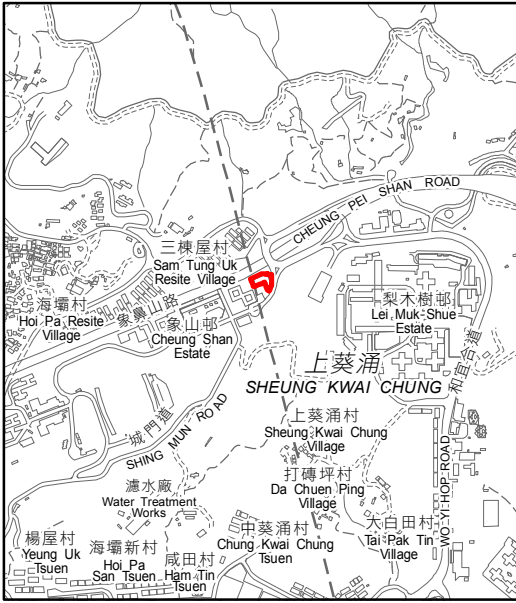 CHEUNG PEI SHAN ROAD
三棟屋村
Sam Tung Uk
Resite Village
海壩村
Hoi Pa Resite
Village
象鼻山路
象山邨
Cheung Shan
Estate
梨木樹邨
Lei Muk Shue
Estate
上葵涌
SHEUNG KWAI CHUNG
和宜合道
WO YI HOP ROAD
城門道
SHING MUN ROAD
上葵涌村
Sheung Kwai Chung
Village
打磚坪村
Da Chuen Ping
Village
濾水廠
Water Treatment
Works
大白田村
Tai Pak Tin
Village
中葵涌村
Chung Kwai Chung
Tsuen
楊屋村
Yeung Uk
Tsuen
海壩新村
Hoi Pa
San Tsuen
咸田村
Ham Tin
Tsuen